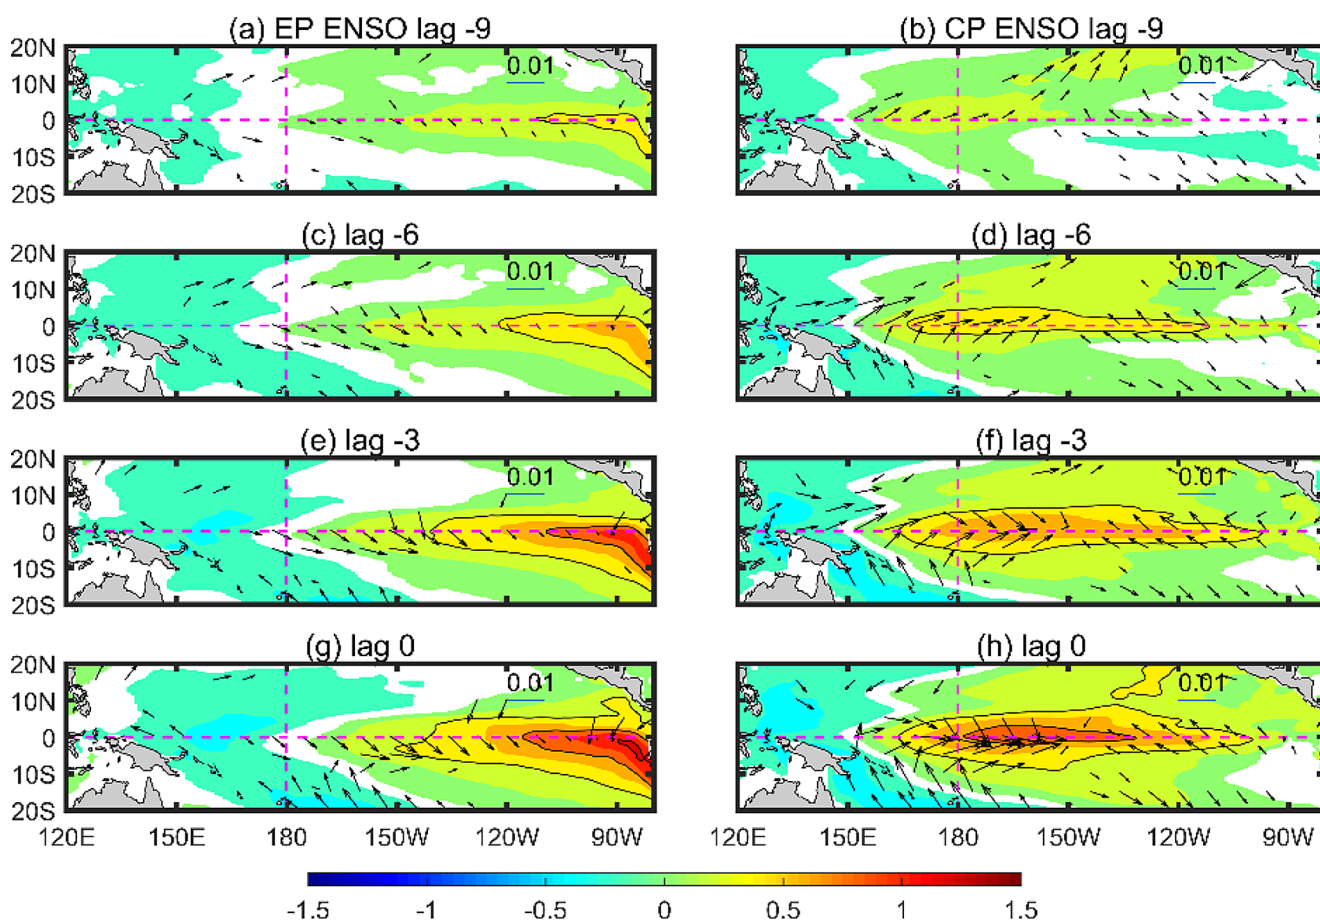 (a) EP ENSO lag -9
(b) CP ENSO lag -9
20N
10N
0
10S
20S
0.01
0.01
(c) lag -6
(d) lag -6
20N
10N
0
10S
20S
0.01
0.01
(e) lag -3
(f) lag -3
20N
10N
0
10S
20S
0.01
0.01
(g) lag 0
(h) lag 0
20N
10N
0
10S
20S
0.01
0.01
120E 150E 180 150W 120W 90W
120E 150E 180 150W 120W 90W
-1.5 -1 -0.5 0 0.5 1 1.5